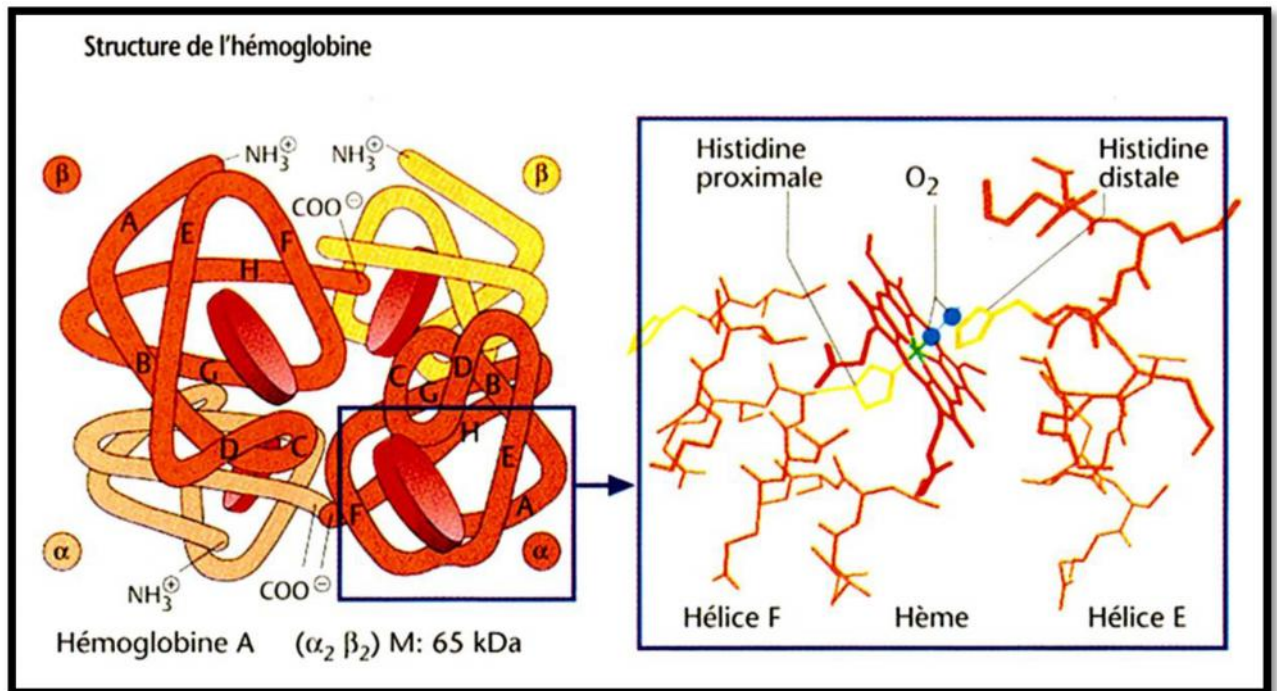 Structure de l'hémoglobine
NH₃⊕
NH₃⊕
β
β
COO⊖
A
E
F
H
B
G
D
C
C
G
D
B
H
E
F
A
α
α
NH₃⊕
COO⊖
Hémoglobine A (α₂ β₂) M: 65 kDa
Histidine
proximale
O₂
Histidine
distale
Hélice F
Hème
Hélice E